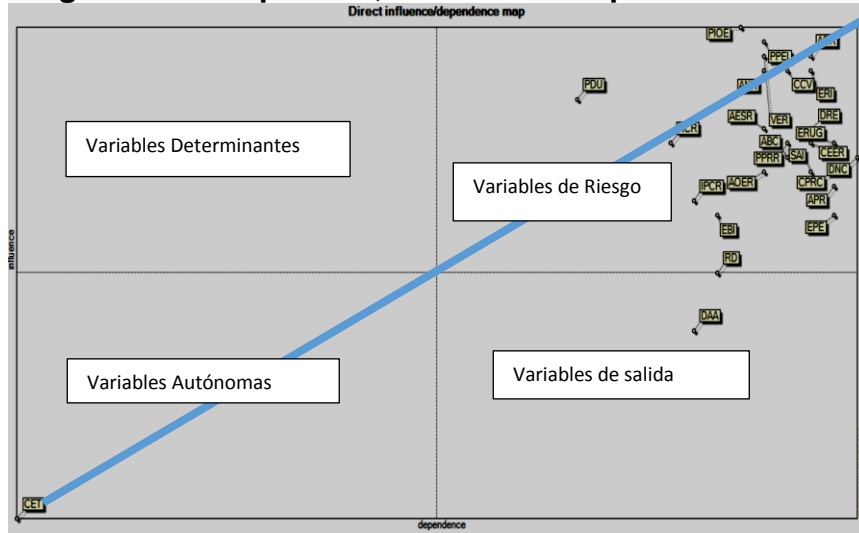 Direct influence/dependence map
PIOE
PPEI
PDU
CCV
ERI
AESR
VER
DRE
ERUG
ABC
SAI
CEER
PPRR
DNC
IPCR
AOER
CPRC
APR
EBI
EPE
RD
DAA
CET
Variables Determinantes
Variables de Riesgo
Variables Autónomas
Variables de salida
influence
dependence